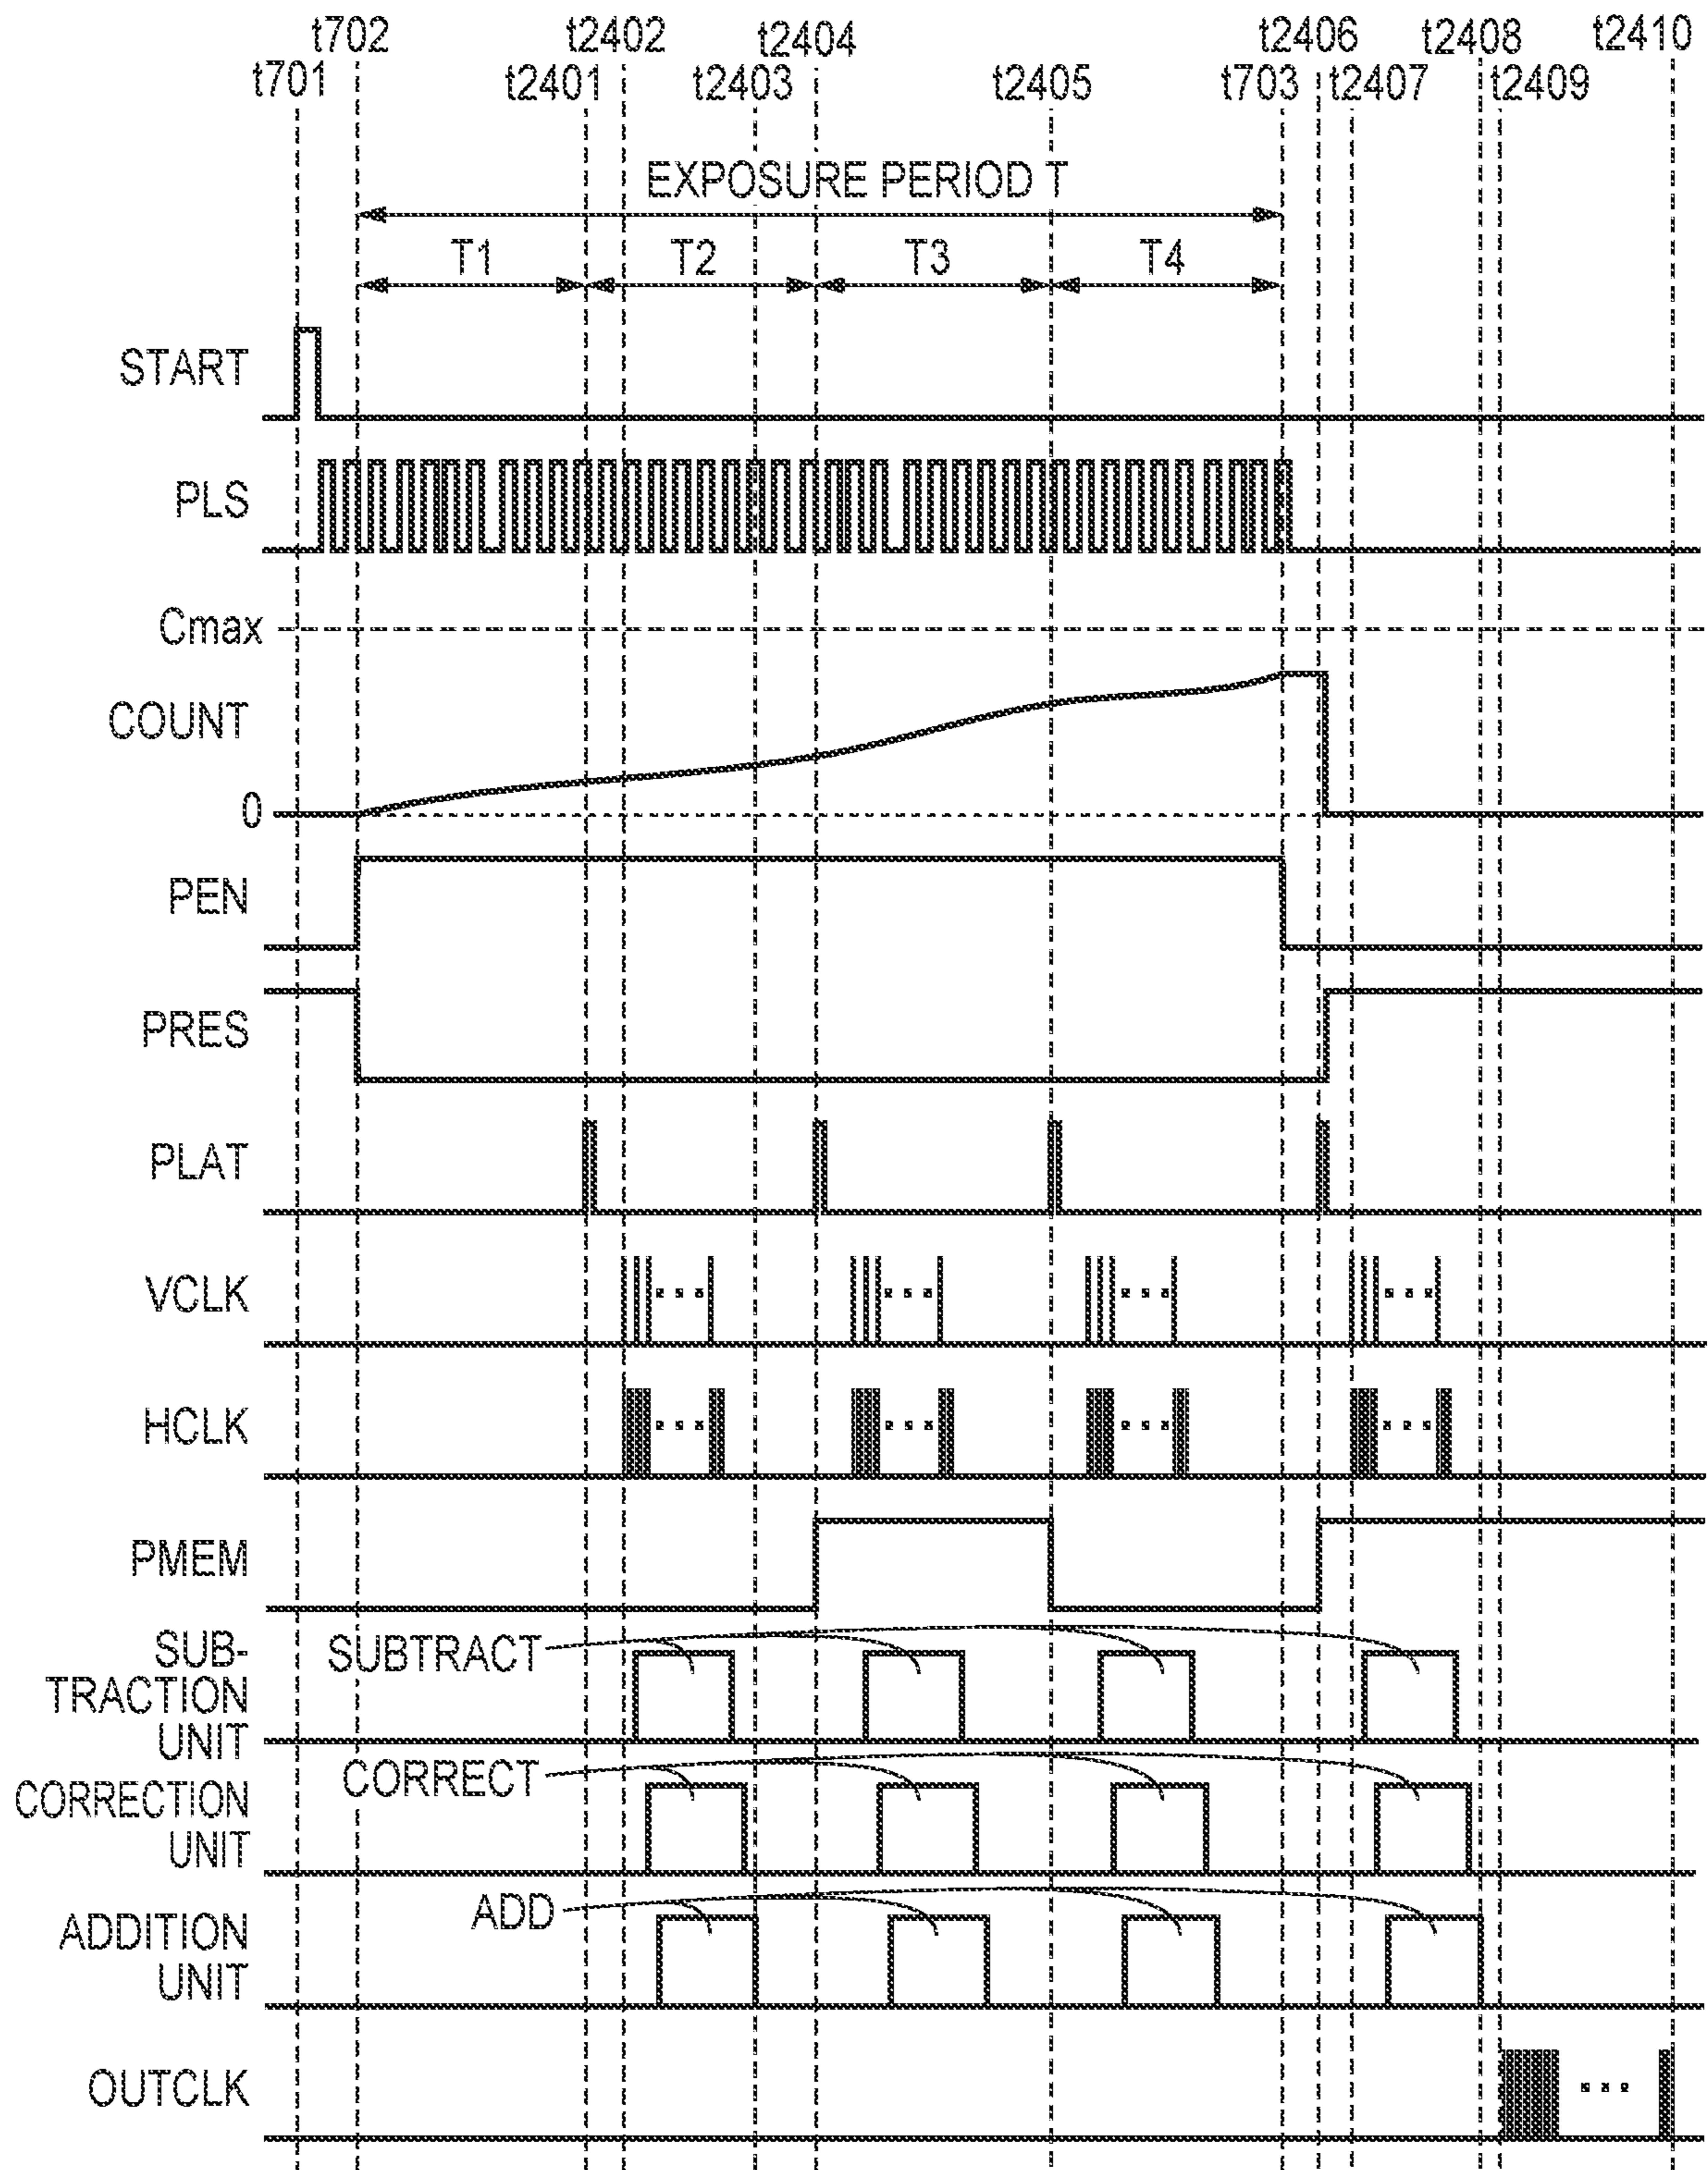 t702 t2402 t2404 t2406 t2408 t2410
t701 t2401 t2403 t2405 t703 t2407 t2409
EXPOSURE PERIOD T
T1 T2 T3 T4
START
PLS
Cmax
COUNT
0
PEN
PRES
PLAT
VCLK
HCLK
PMEM
SUB-
TRACTION
UNIT
SUBTRACT
CORRECTION
UNIT
CORRECT
ADDITION
UNIT
ADD
OUTCLK